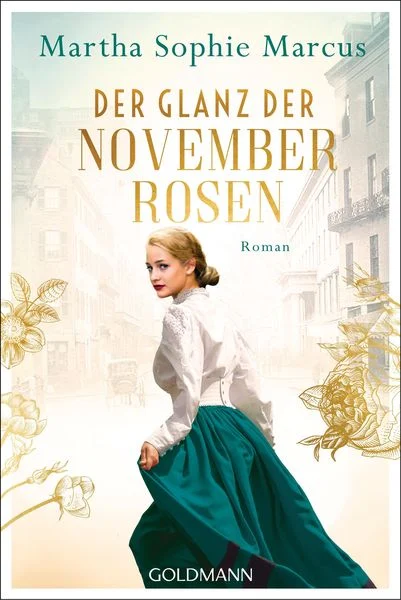 Martha Sophie Marcus
DER GLANZ DER
NOVEMBER
ROSEN
Roman
GOLDMANN